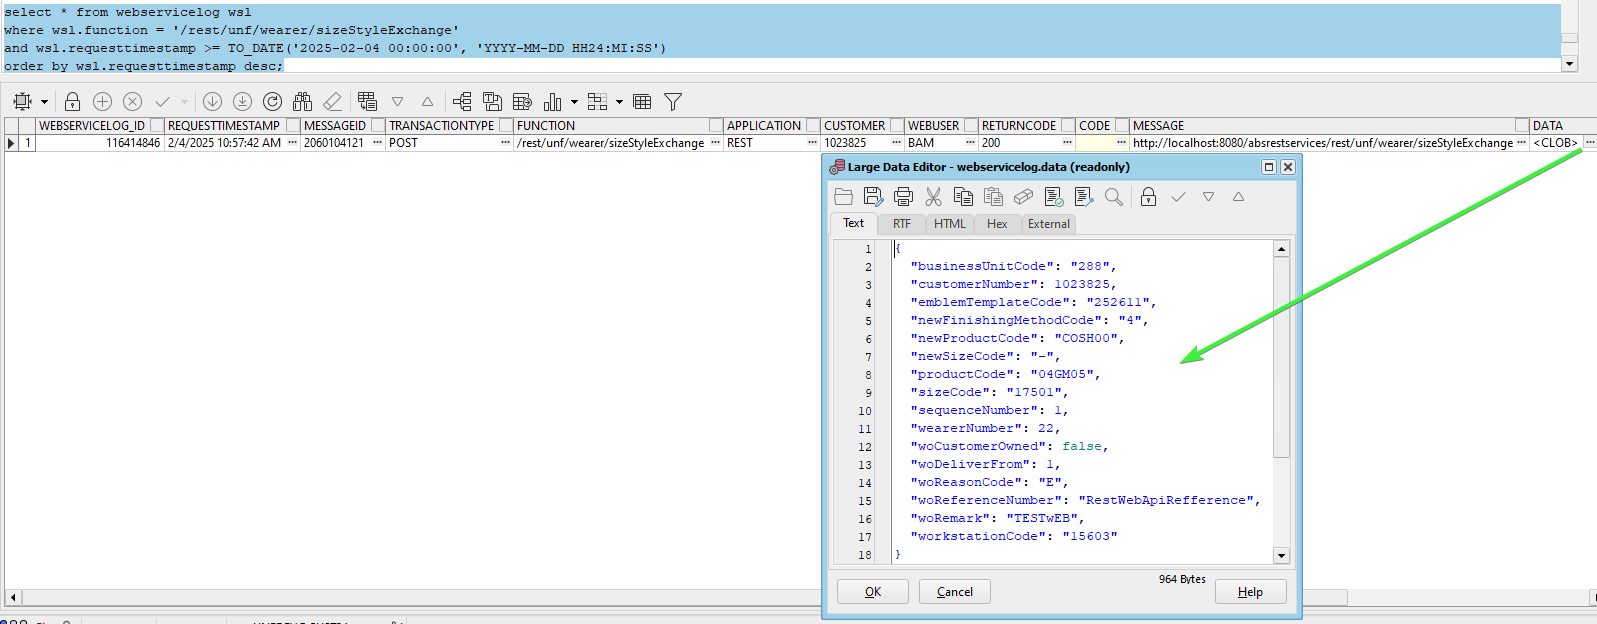 select * from webservicelog wsl
where wsl.function = '/rest/unf/wearer/sizeStyleExchange'
and wsl.requesttimestamp >= TO_DATE('2025-02-04 00:00:00', 'YYYY-MM-DD HH24:MI:SS')
order by wsl.requesttimestamp desc;
WEBSERVICELOG_ID REQUESTTIMESTAMP MESSAGEID TRANSACTIONTYPE FUNCTION APPLICATION CUSTOMER WEBUSER RETURNCODE CODE MESSAGE DATA
1 116414846 2/4/2025 10:57:42 AM ... 2060104121 ... POST ... /rest/unf/wearer/sizeStyleExchange ... REST ... 1023825 ... BAM ... 200 ... ... http://localhost:8080/absrestservices/rest/unf/wearer/sizeStyleExchange ... <CLOB> ...
Large Data Editor - webservicelog.data (readonly)
Text RTF HTML Hex External
1 {
2 "businessUnitCode": "288",
3 "customerNumber": 1023825,
4 "emblemTemplateCode": "252611",
5 "newFinishingMethodCode": "4",
6 "newProductCode": "COSH00",
7 "newSizeCode": "-",
8 "productCode": "04GM05",
9 "sizeCode": "17501",
10 "sequenceNumber": 1,
11 "wearerNumber": 22,
12 "woCustomerOwned": false,
13 "woDeliverFrom": 1,
14 "woReasonCode": "E",
15 "woReferenceNumber": "RestWebApiRefference",
16 "woRemark": "TESTwEB",
17 "workstationCode": "15603"
18 }
964 Bytes
OK Cancel Help